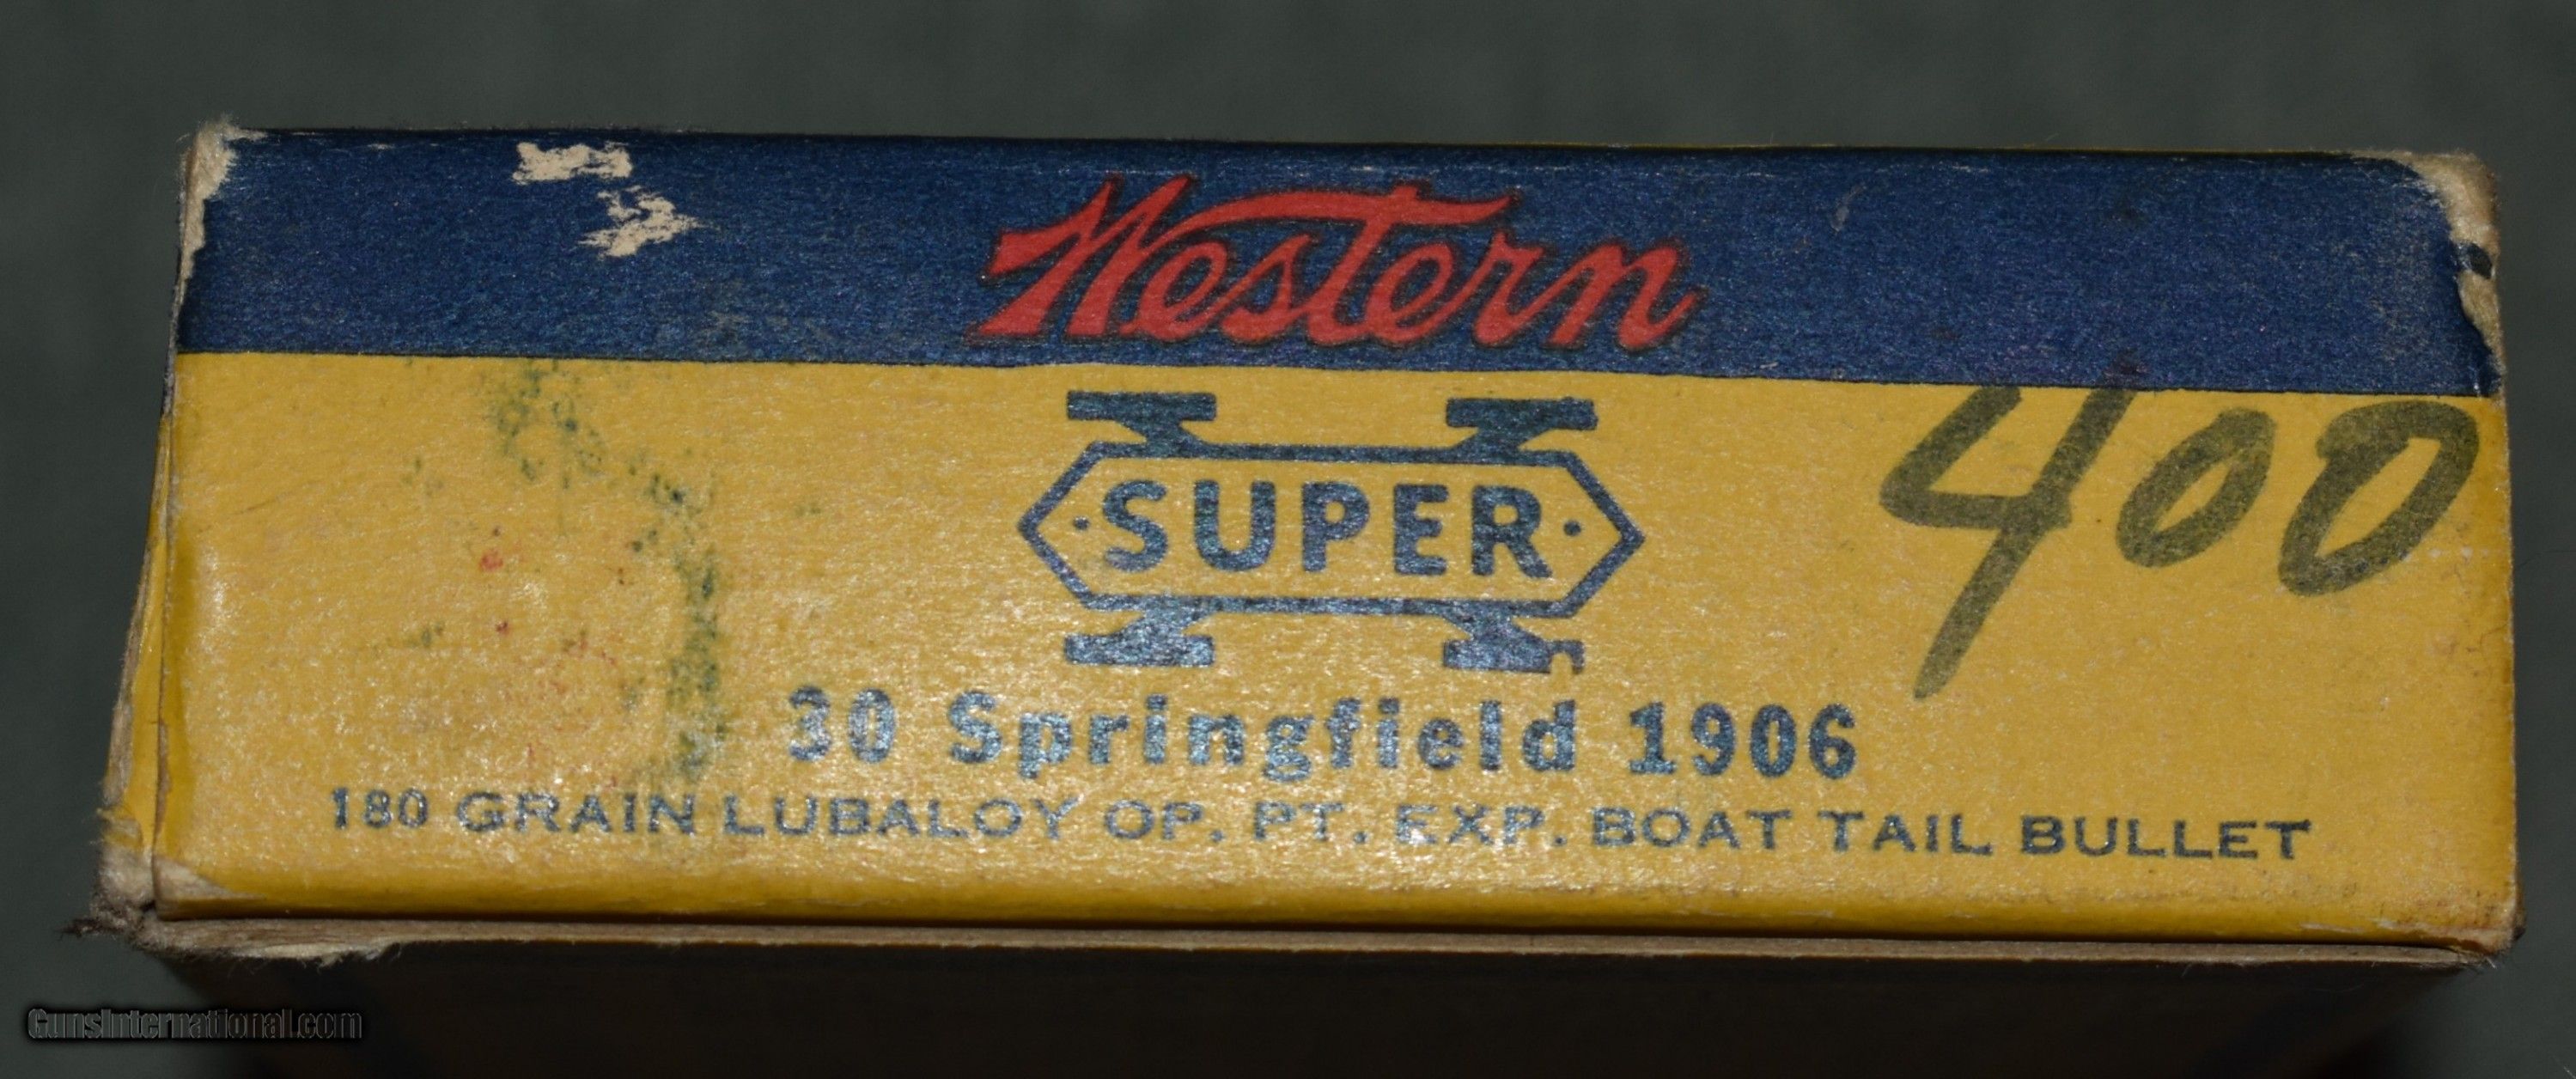 Western
·SUPER·
400
30 Springfield 1906
180 GRAIN LUBALOY OP. PT. EXP. BOAT TAIL BULLET
GunsInternational.com